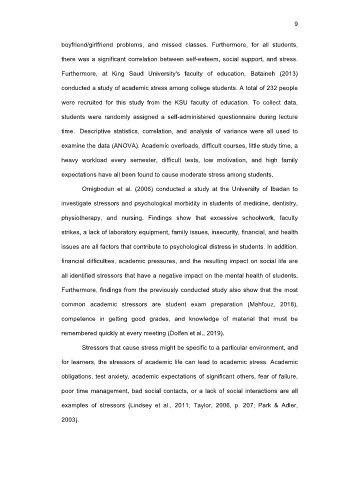 9
boyfriend/girlfriend problems, and missed classes. Furthermore, for all students,
there was a significant correlation between self-esteem, social support, and stress.
Furthermore, at King Saud University's faculty of education, Bataineh (2013)
conducted a study of academic stress among college students. A total of 232 people
were recruited for this study from the KSU faculty of education. To collect data,
students were randomly assigned a self-administered questionnaire during lecture
time. Descriptive statistics, correlation, and analysis of variance were all used to
examine the data (ANOVA). Academic overloads, difficult courses, little study time, a
heavy workload every semester, difficult tests, low motivation, and high family
expectations have all been found to cause moderate stress among students.
Omigbodun et al. (2006) conducted a study at the University of Ibadan to
investigate stressors and psychological morbidity in students of medicine, dentistry,
physiotherapy, and nursing. Findings show that excessive schoolwork, faculty
strikes, a lack of laboratory equipment, family issues, insecurity, financial, and health
issues are all factors that contribute to psychological distress in students. In addition,
financial difficulties, academic pressures, and the resulting impact on social life are
all identified stressors that have a negative impact on the mental health of students.
Furthermore, findings from the previously conducted study also show that the most
common academic stressors are student exam preparation (Mahfouz, 2018),
competence in getting good grades, and knowledge of material that must be
remembered quickly at every meeting (Dolfen et al., 2019).
Stressors that cause stress might be specific to a particular environment, and
for learners, the stressors of academic life can lead to academic stress. Academic
obligations, test anxiety, academic expectations of significant others, fear of failure,
poor time management, bad social contacts, or a lack of social interactions are all
examples of stressors (Lindsey et al., 2011; Taylor, 2006, p. 207; Park & Adler,
2003).